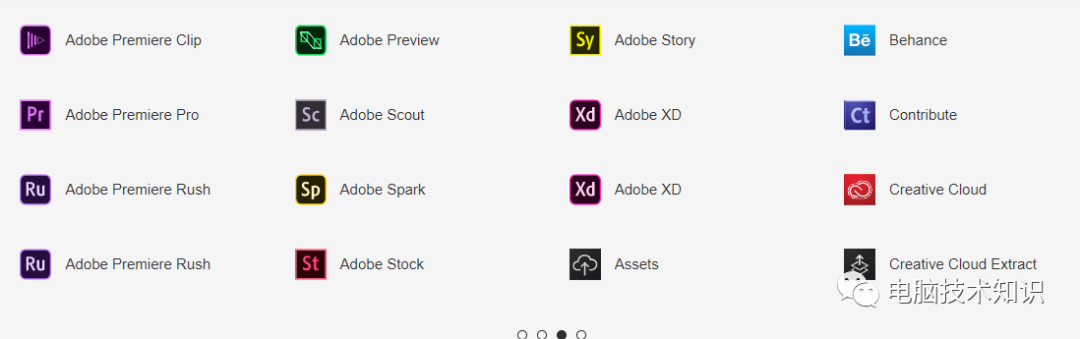 Adobe Premiere Clip
Adobe Preview
Sy Adobe Story
Bē Behance
Pr Adobe Premiere Pro
Sc Adobe Scout
Xd Adobe XD
Ct Contribute
Ru Adobe Premiere Rush
Sp Adobe Spark
Xd Adobe XD
Creative Cloud
Ru Adobe Premiere Rush
St Adobe Stock
Assets
Creative Cloud Extract
电脑技术知识